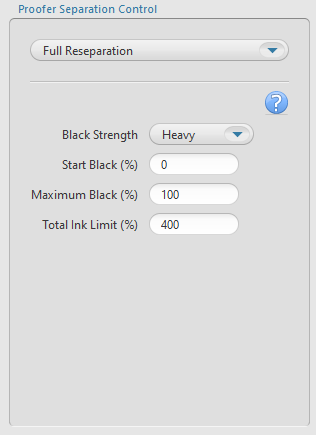 Proofer Separation Control
Full Reseparation
?
Black Strength Heavy
Start Black (%) 0
Maximum Black (%) 100
Total Ink Limit (%) 400